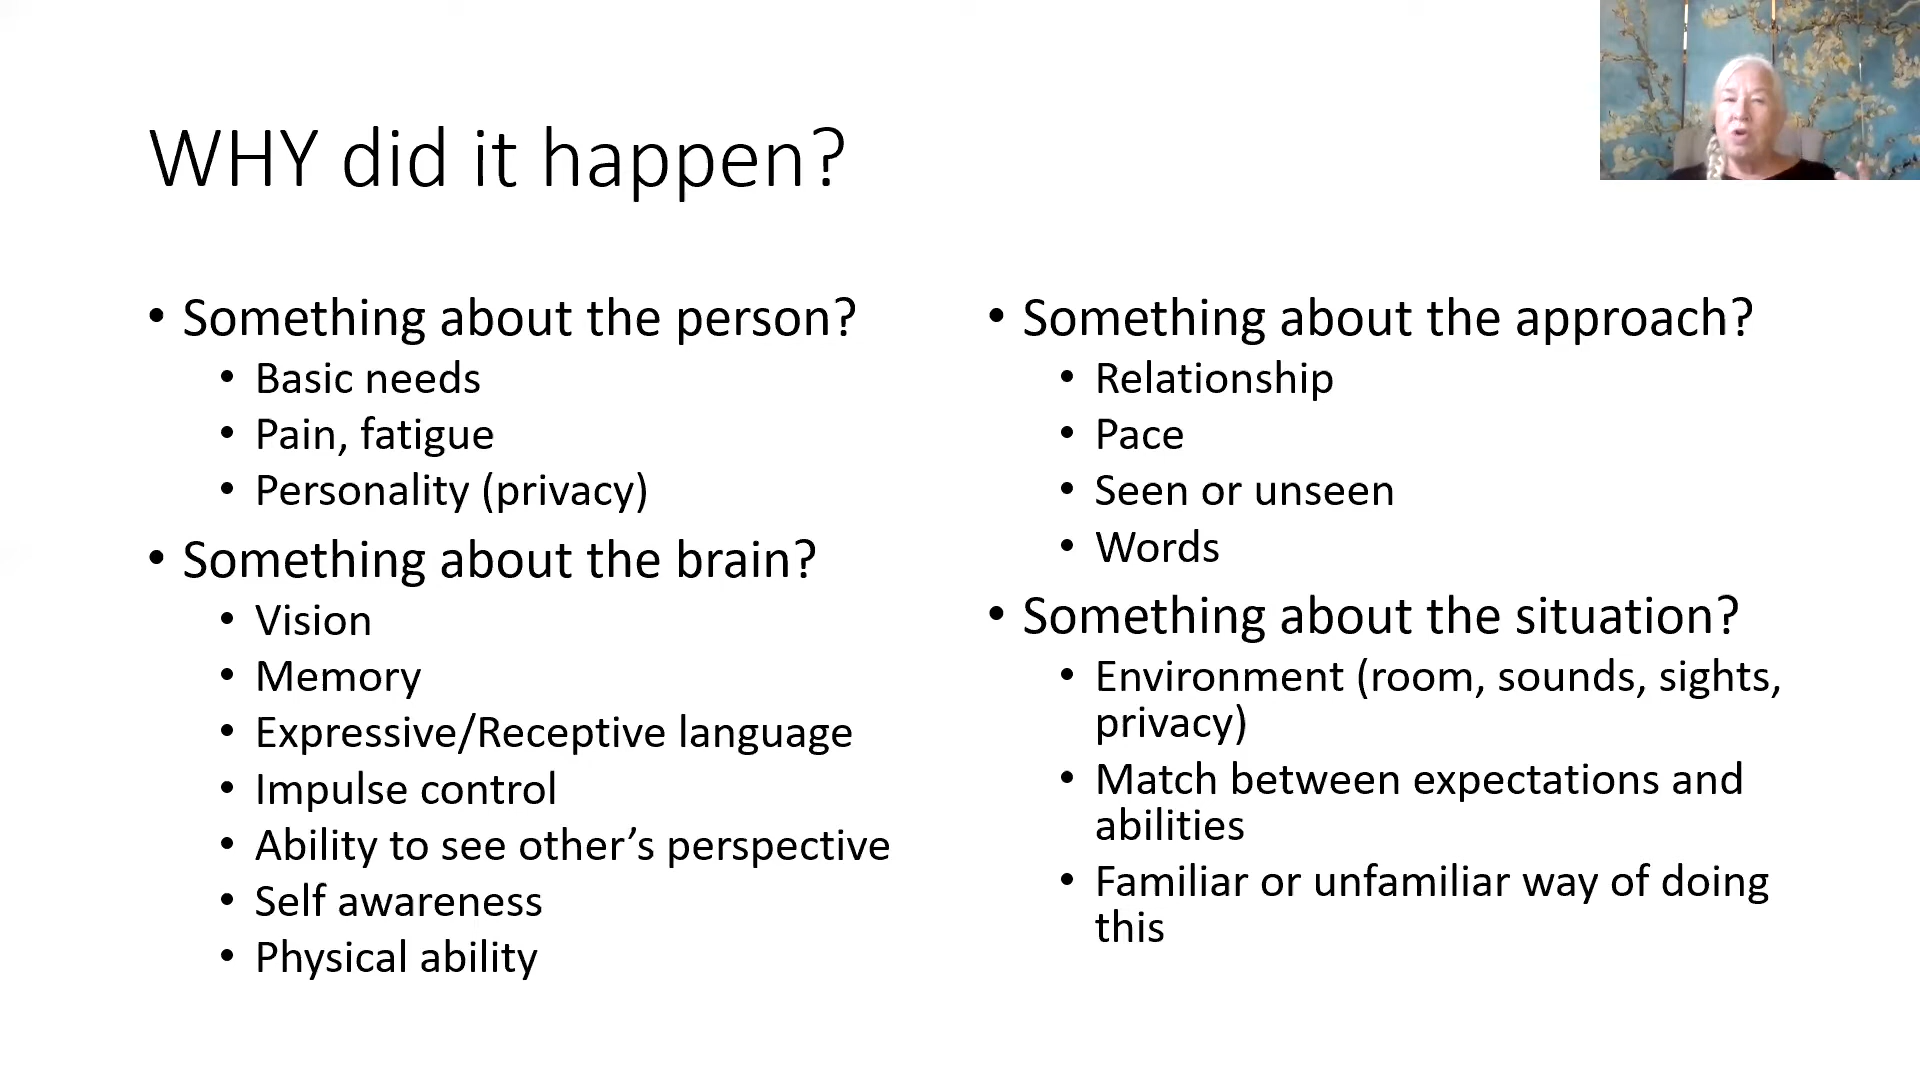 WHY did it happen?
• Something about the person?
• Basic needs
• Pain, fatigue
• Personality (privacy)
• Something about the brain?
• Vision
• Memory
• Expressive/Receptive language
• Impulse control
• Ability to see other’s perspective
• Self awareness
• Physical ability
• Something about the approach?
• Relationship
• Pace
• Seen or unseen
• Words
• Something about the situation?
• Environment (room, sounds, sights,
privacy)
• Match between expectations and
abilities
• Familiar or unfamiliar way of doing
this